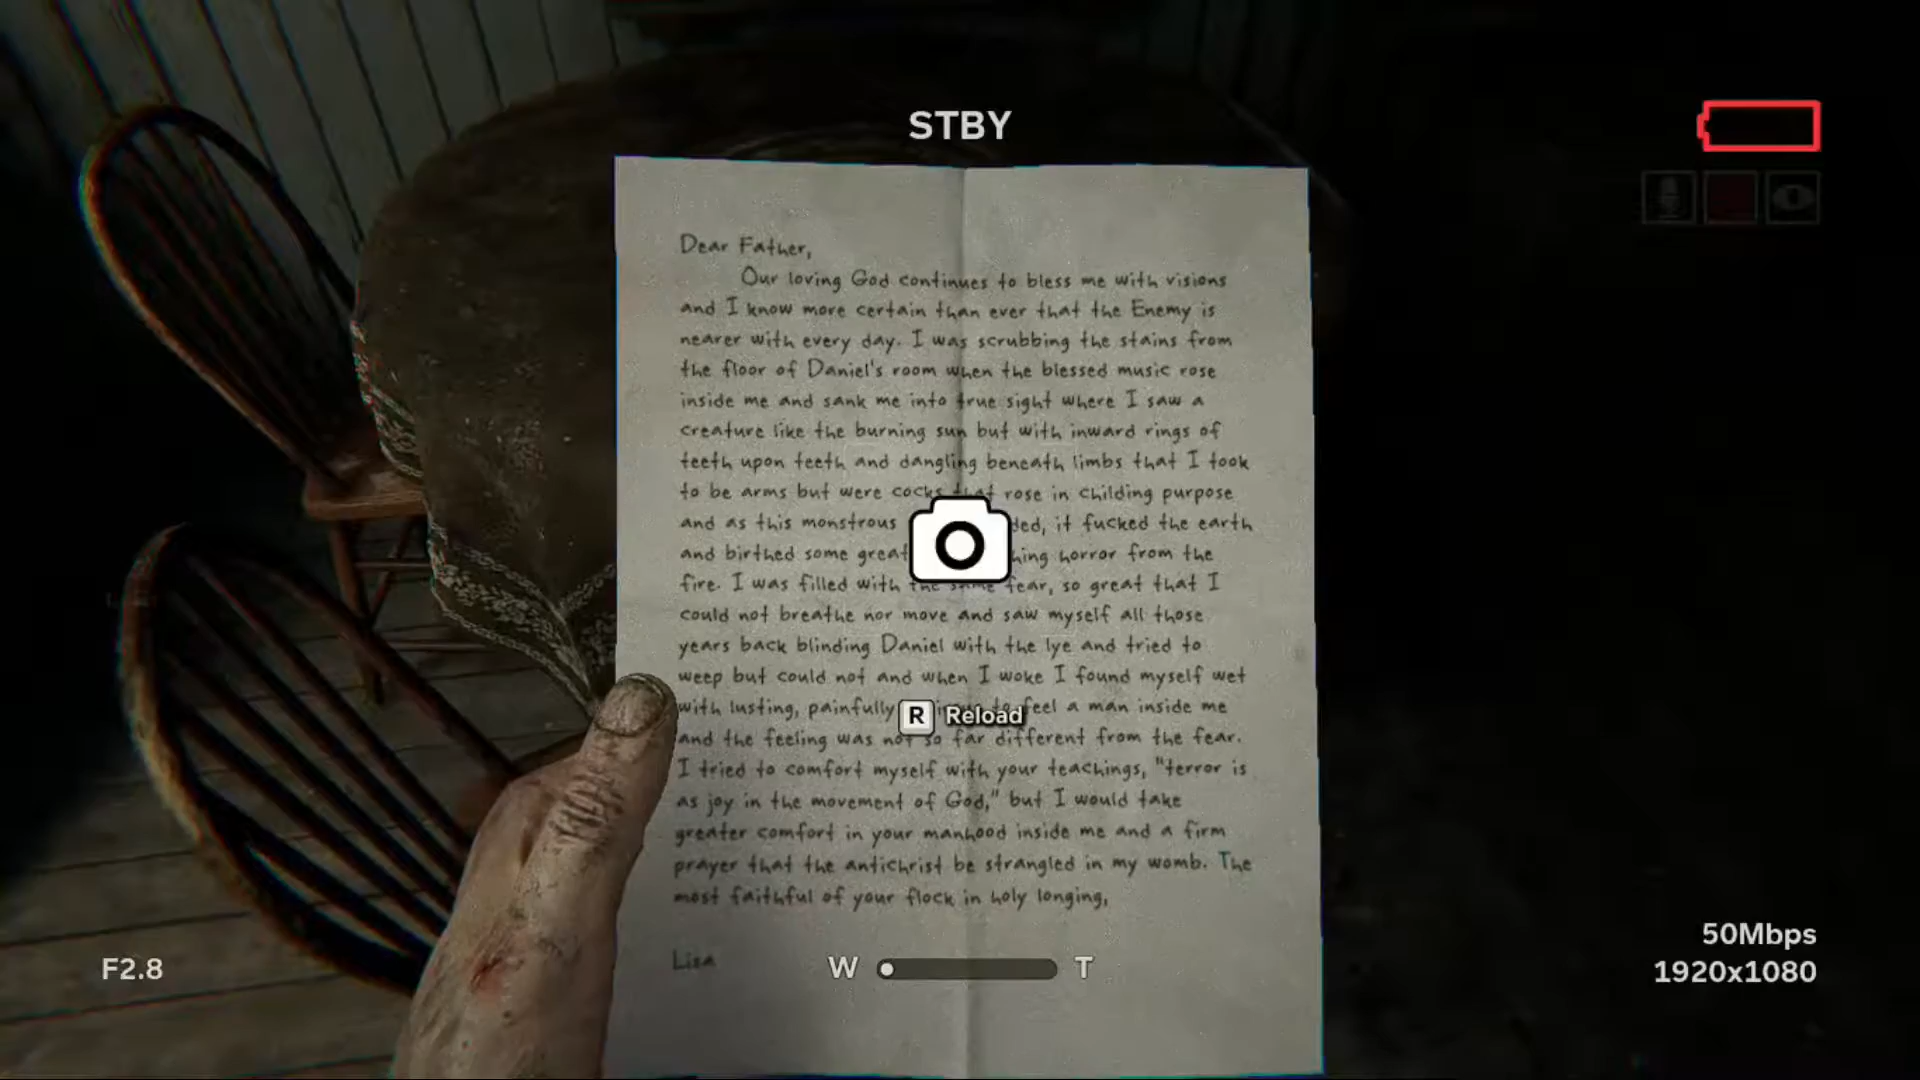 STBY
Dear Father,
Our loving God continues to bless me with visions
and I know more certain than ever that the Enemy is
nearer with every day. I was scrubbing the stains from
the floor of Daniel's room when the blessed music rose
inside me and sank me into true sight where I saw a
creature like the burning sun but with inward rings of
teeth upon teeth and dangling beneath limbs that I took
to be arms but were cocks that rose in childing purpose
and as this monstrous it fucked the earth
and birthed some great horror from the
fire. I was filled with the same fear, so great that I
could not breathe nor move and saw myself all those
years back blinding Daniel with the lye and tried to
weep but could not and when I woke I found myself wet
with lusting, painfully to feel a man inside me
R Reload
and the feeling was not so far different from the fear.
I tried to comfort myself with your teachings, "terror is
as joy in the movement of God," but I would take
greater comfort in your manhood inside me and a firm
prayer that the antichrist be strangled in my womb. The
most faithful of your flock in holy longing,
Lisa
F2.8
W T
50Mbps
1920x1080